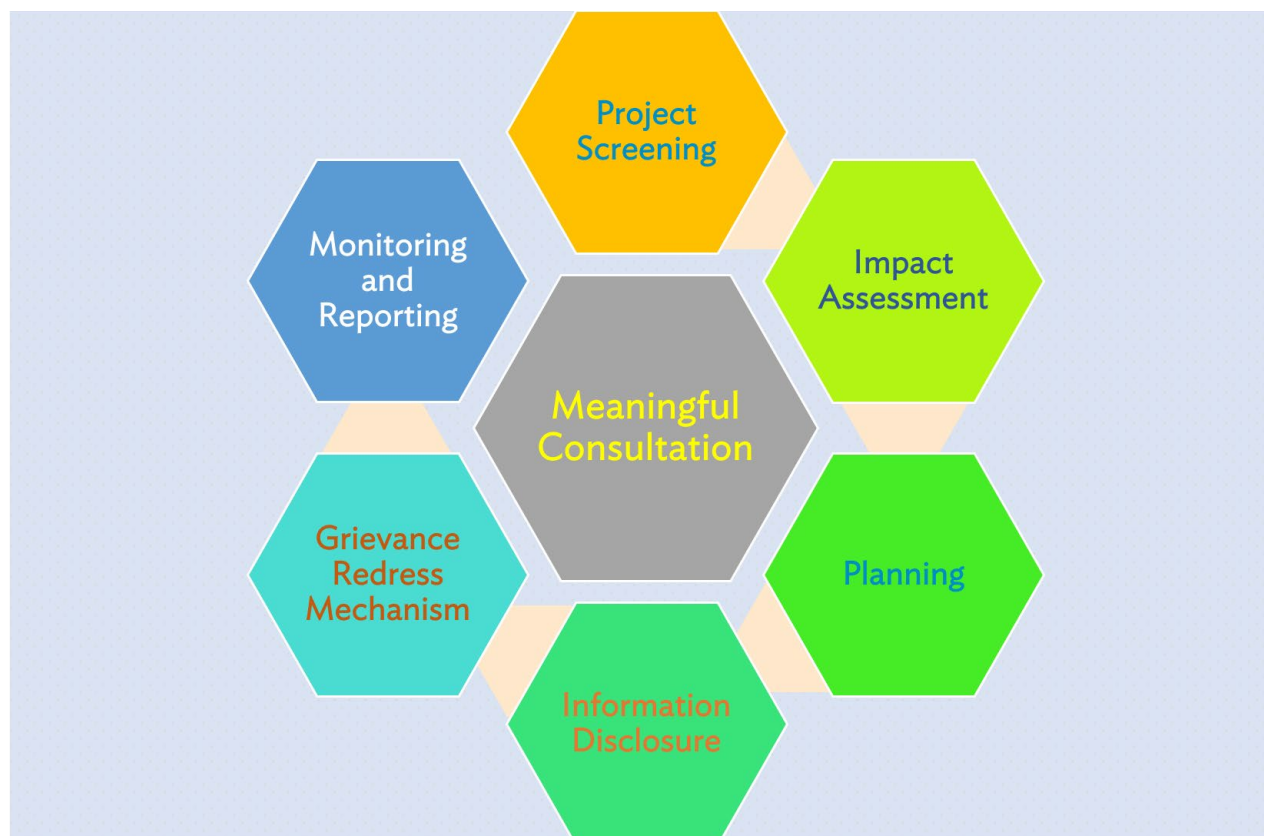 Project
Screening
Impact
Assessment
Planning
Information
Disclosure
Grievance
Redress
Mechanism
Monitoring
and
Reporting
Meaningful
Consultation